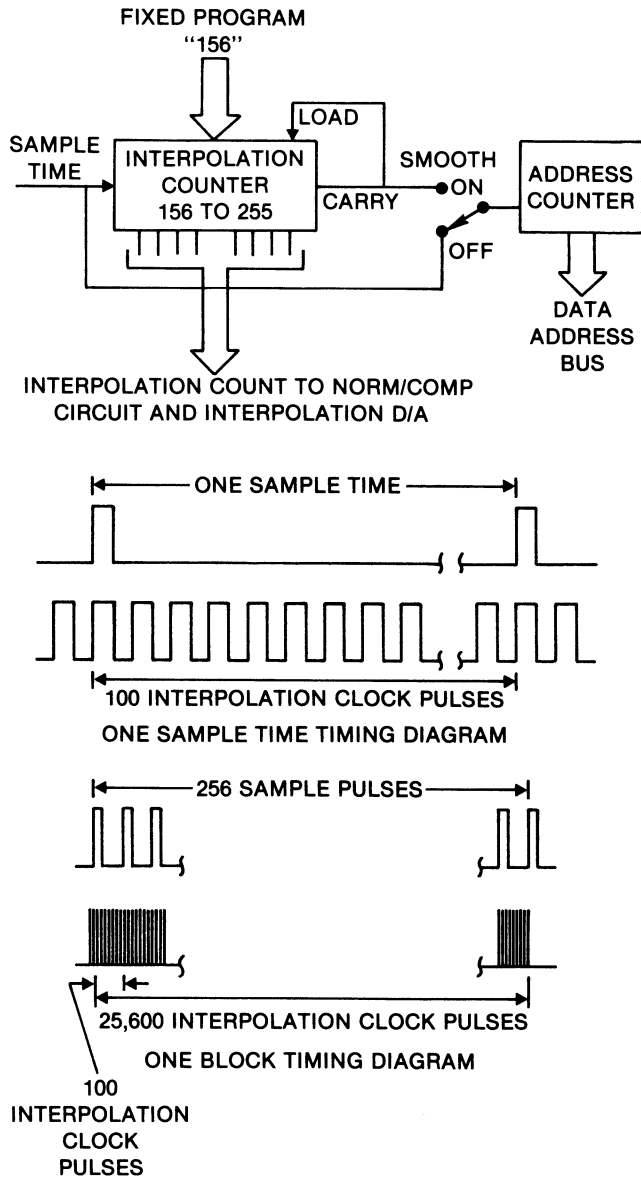 FIXED PROGRAM
"156"
LOAD
SAMPLE
TIME
INTERPOLATION
COUNTER
156 TO 255
CARRY
SMOOTH
ON
OFF
ADDRESS
COUNTER
DATA
ADDRESS
BUS
INTERPOLATION COUNT TO NORM/COMP
CIRCUIT AND INTERPOLATION D/A
ONE SAMPLE TIME
100 INTERPOLATION CLOCK PULSES
ONE SAMPLE TIME TIMING DIAGRAM
256 SAMPLE PULSES
25,600 INTERPOLATION CLOCK PULSES
ONE BLOCK TIMING DIAGRAM
100
INTERPOLATION
CLOCK
PULSES